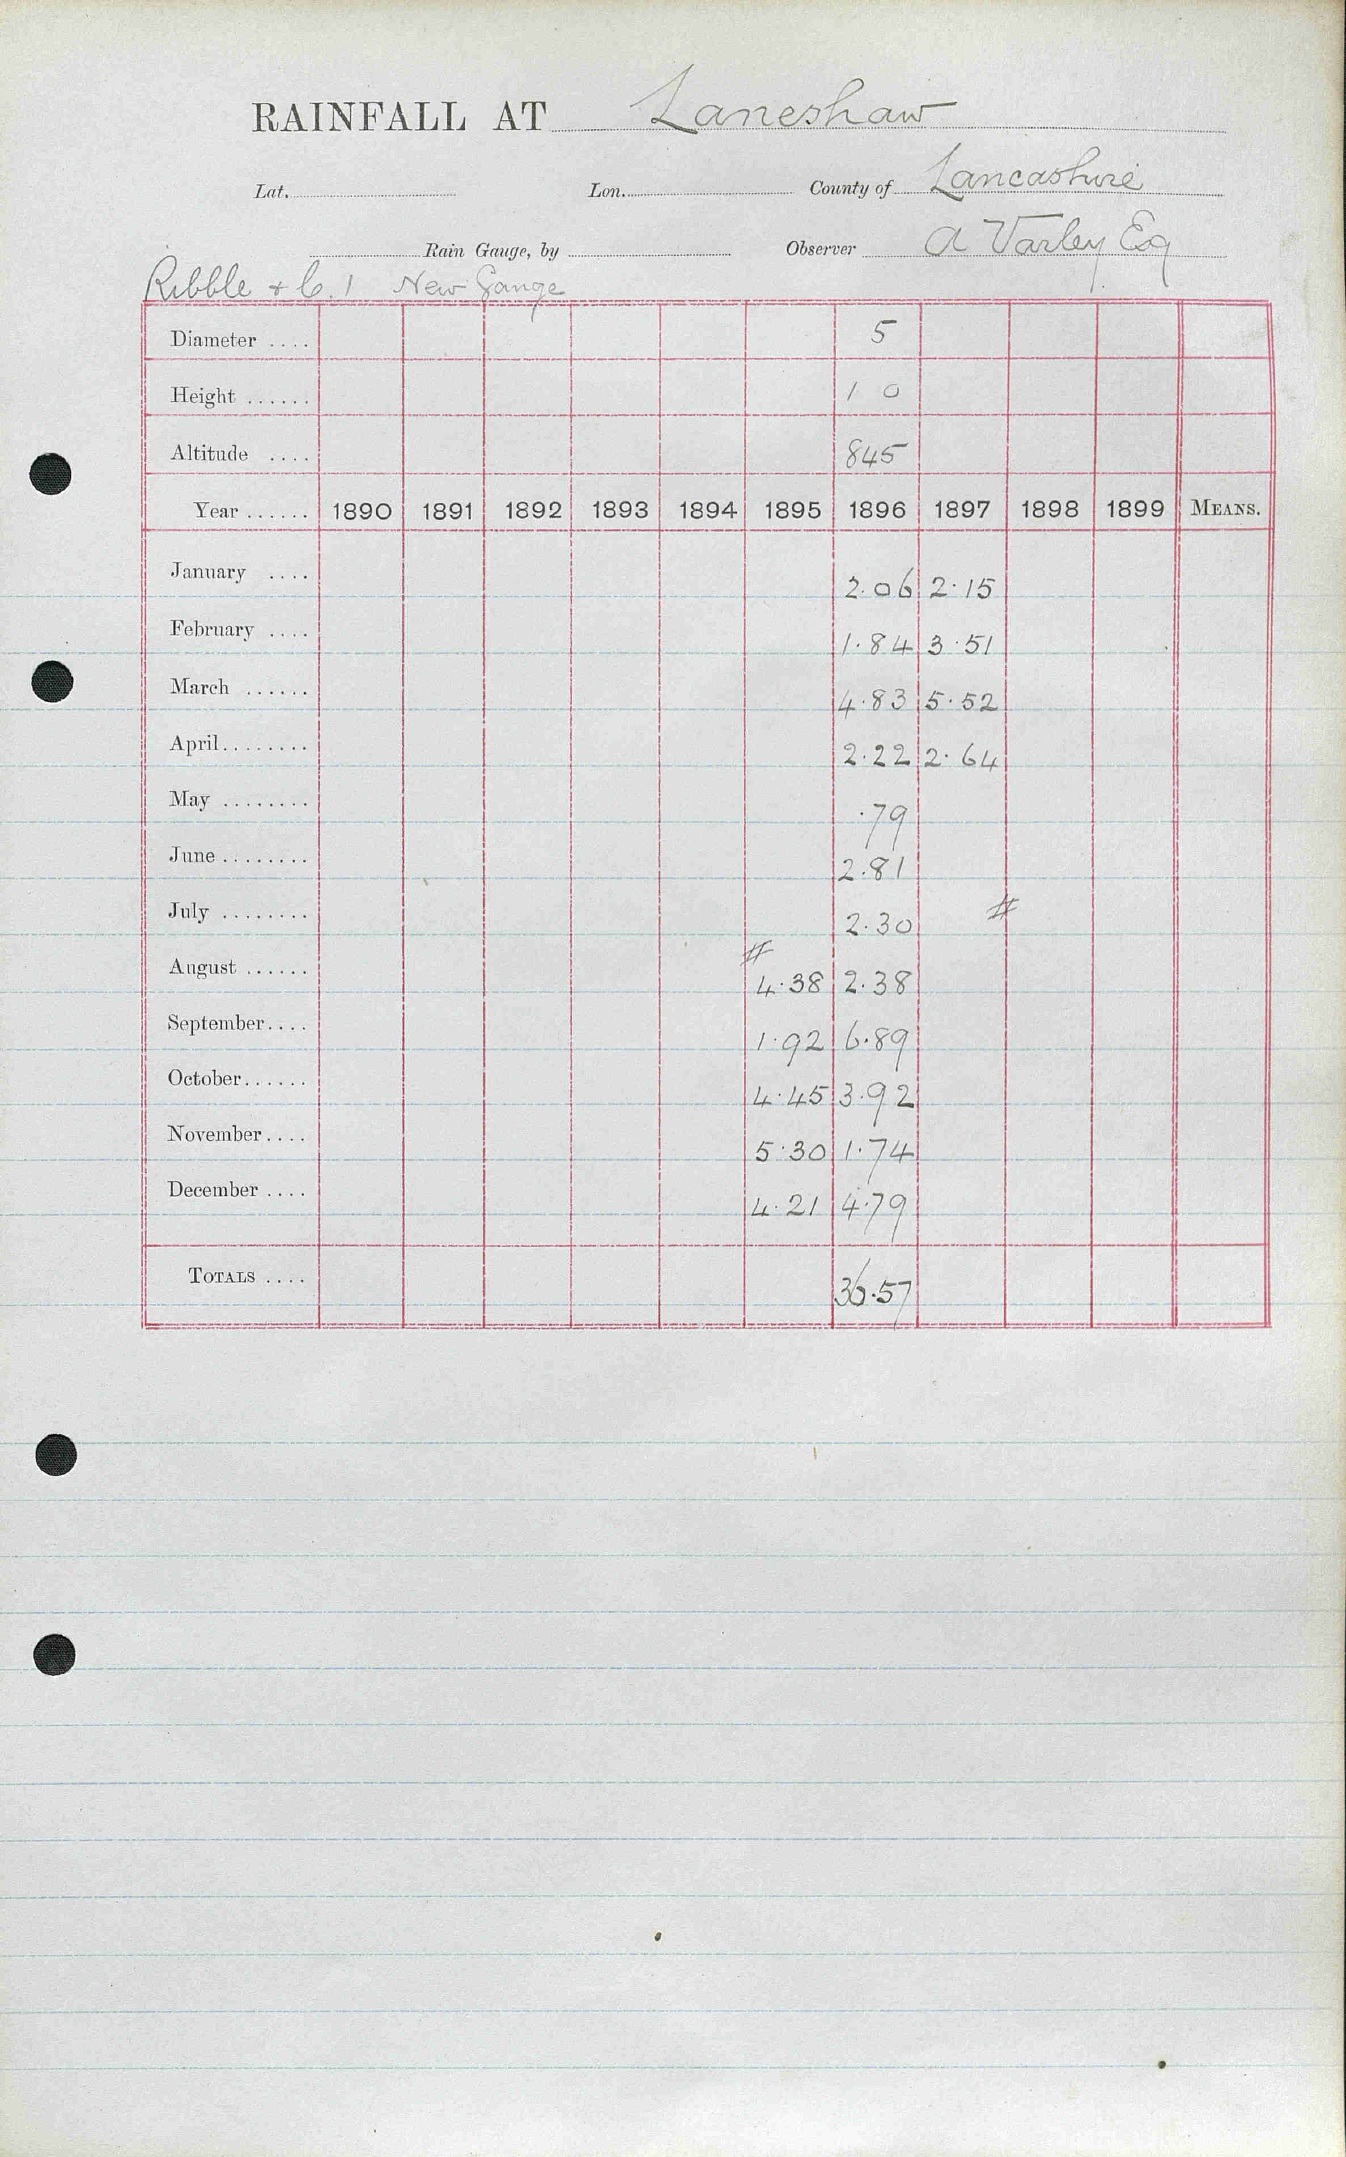 RAINFALL AT Laneshaw
Lat. Lon. County of Lancashire
Rain Gauge, by Observer A Varley Esq
Ribble + C. 1 New Gauge
Diameter .... 5
Height ...... 1 0
Altitude .... 845
Year ...... 1890 1891 1892 1893 1894 1895 1896 1897 1898 1899 MEANS.
January .... 2.06 2.15
February .... 1.84 3.51
March ...... 4.83 5.52
April ........ 2.22 2.64
May ........ .79
June ........ 2.81
July ........ 2.30 #
August ...... # 4.38 2.38
September .... 1.92 6.89
October ...... 4.45 3.92
November .... 5.30 1.74
December .... 4.21 4.79
TOTALS .... 36.57